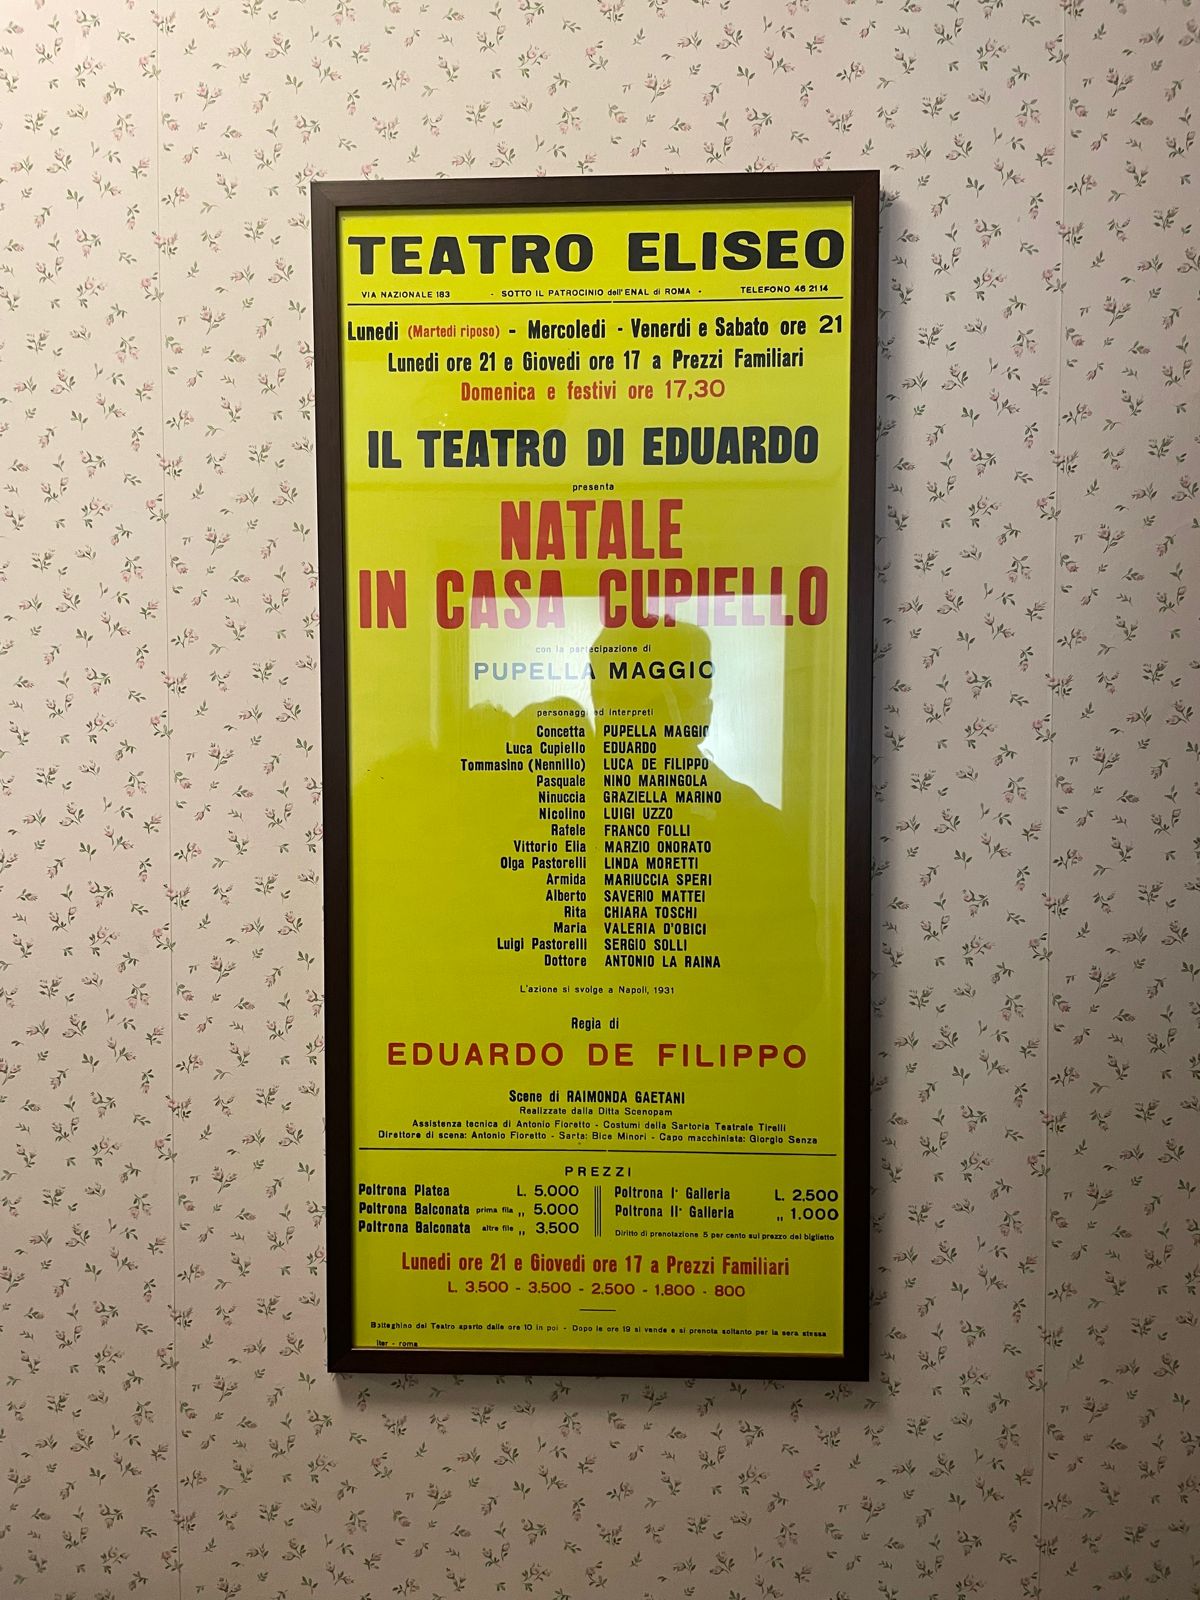 TEATRO ELISEO
VIA NAZIONALE 183 - SOTTO IL PATROCINIO dell'ENAL di ROMA - TELEFONO 46 21 14
Lunedi (Martedi riposo) - Mercoledi - Venerdi e Sabato ore 21
Lunedi ore 21 e Giovedi ore 17 a Prezzi Familiari
Domenica e festivi ore 17,30
IL TEATRO DI EDUARDO
presenta
NATALE
IN CASA CUPIELLO
con la partecipazione di
PUPELLA MAGGIO
personaggi ed interpreti
Concetta PUPELLA MAGGIO
Luca Cupiello EDUARDO
Tommasino (Nennillo) LUCA DE FILIPPO
Pasquale NINO MARINGOLA
Ninuccia GRAZIELLA MARINO
Nicolino LUIGI UZZO
Rafele FRANCO FOLLI
Vittorio Elia MARZIO ONORATO
Olga Pastorelli LINDA MORETTI
Armida MARIUCCIA SPERI
Alberto SAVERIO MATTEI
Rita CHIARA TOSCHI
Maria VALERIA D'OBICI
Luigi Pastorelli SERGIO SOLLI
Dottore ANTONIO LA RAINA
L'azione si svolge a Napoli, 1931
Regia di
EDUARDO DE FILIPPO
Scene di RAIMONDA GAETANI
Realizzate dalla Ditta Scenopam
Assistenza tecnica di Antonio Fioretto - Costumi della Sartoria Teatrale Tirelli
Direttore di scena: Antonio Fioretto - Sarta: Bice Minori - Capo macchinista: Giorgio Senza
PREZZI
Poltrona Platea L. 5.000
Poltrona Balconata prima fila ,, 5.000
Poltrona Balconata altre file ,, 3,500
Poltrona Iª Galleria L. 2,500
Poltrona IIª Galleria ,, 1.000
Diritto di prenotazione 5 per cento sul prezzo del biglietto
Lunedi ore 21 e Giovedi ore 17 a Prezzi Familiari
L. 3.500 - 3.500 - 2.500 - 1.800 - 800
Botteghino del Teatro aperto dalle ore 10 in poi - Dopo le ore 19 si vende e si prenota soltanto per la sera stessa
iter - roma